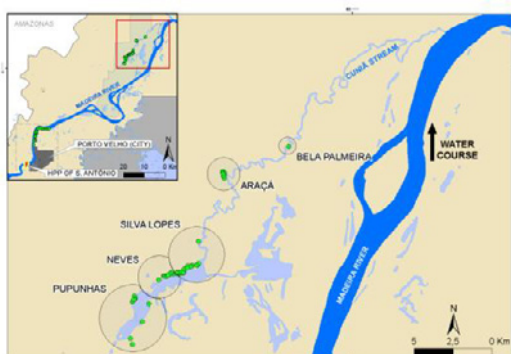 AMAZONAS
MADEIRA RIVER
PORTO VELHO (CITY)
HPP OF S. ANTÔNIO
N
20 10 0 Km
CUNIÃ STREAM
BELA PALMEIRA
WATER
COURSE
ARAÇÁ
SILVA LOPES
NEVES
PUPUNHAS
MADEIRA RIVER
N
5 2,5 0 Km